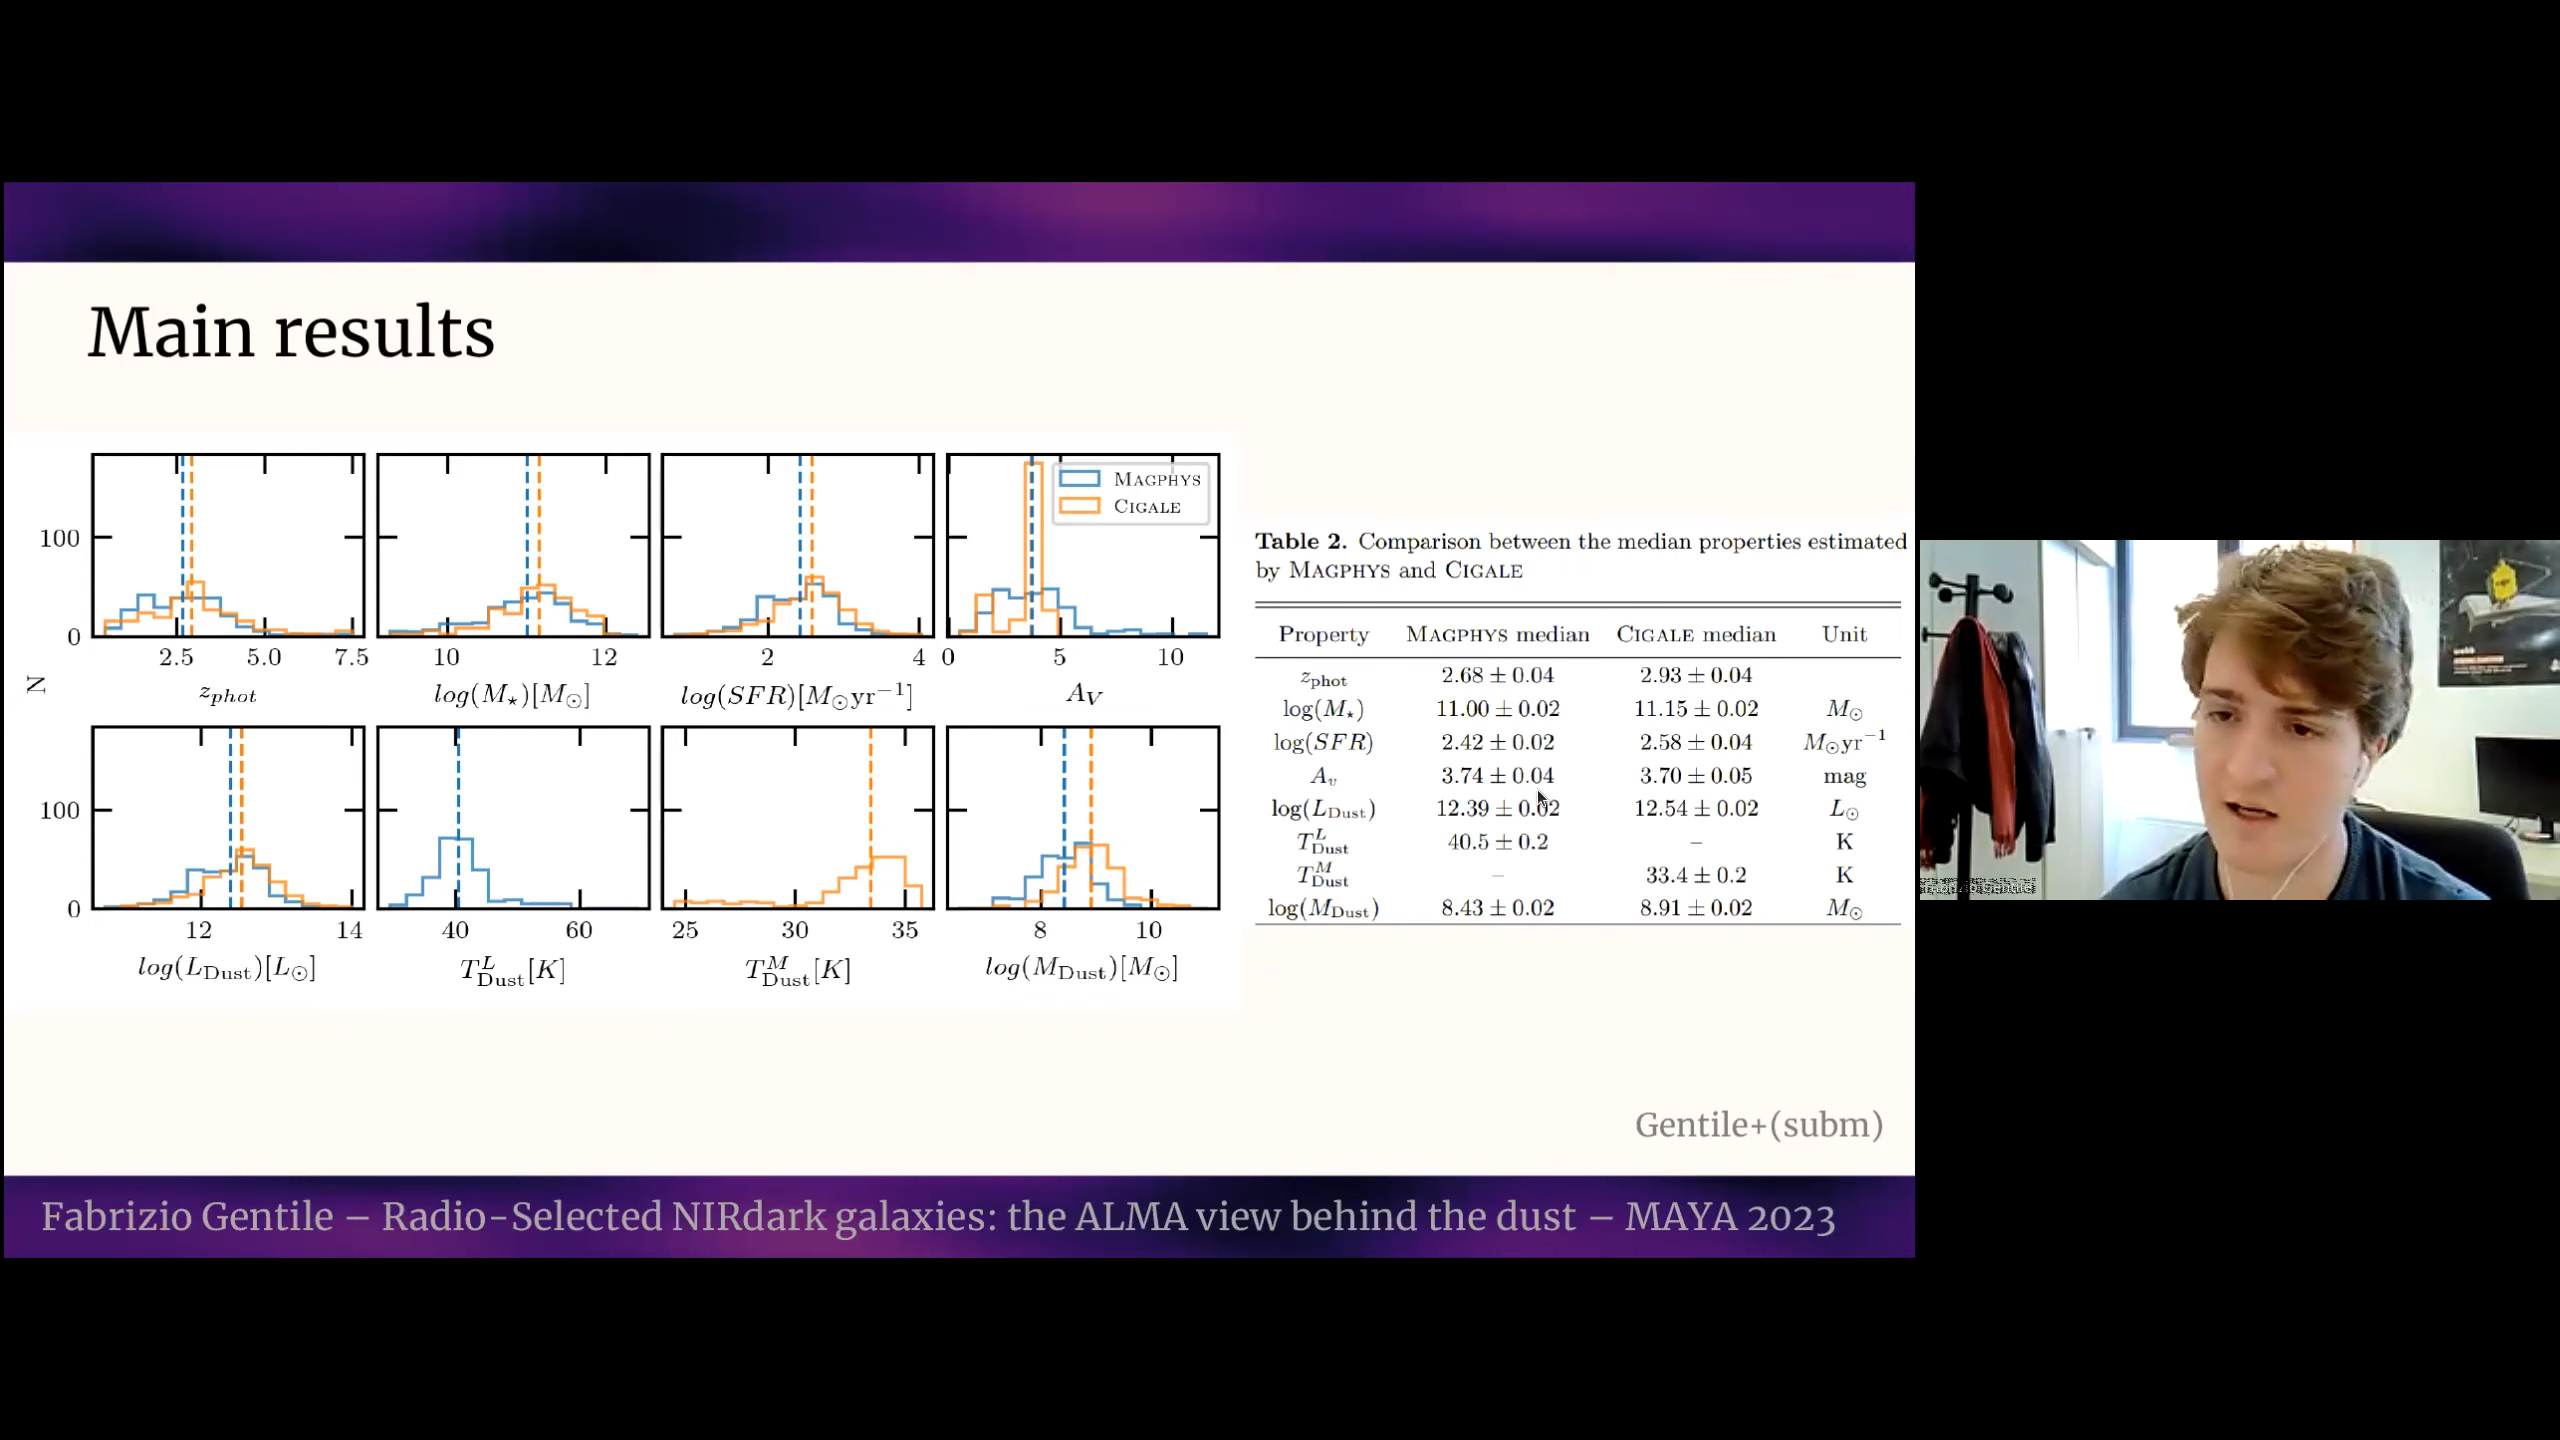 Main results
MAGPHYS
CIGALE
100
0
2.5 5.0 7.5
10 12
2 4
0 5 10
N
z_phot
log(M⋆)[M⊙]
log(SFR)[M⊙yr⁻¹]
A_V
100
0
12 14
40 60
25 30 35
8 10
log(L_Dust)[L⊙]
T^L_Dust[K]
T^M_Dust[K]
log(M_Dust)[M⊙]
Table 2. Comparison between the median properties estimated
by MAGPHYS and CIGALE
Property MAGPHYS median CIGALE median Unit
z_phot 2.68 ± 0.04 2.93 ± 0.04
log(M⋆) 11.00 ± 0.02 11.15 ± 0.02 M⊙
log(SFR) 2.42 ± 0.02 2.58 ± 0.04 M⊙yr⁻¹
A_v 3.74 ± 0.04 3.70 ± 0.05 mag
log(L_Dust) 12.39 ± 0.02 12.54 ± 0.02 L⊙
T^L_Dust 40.5 ± 0.2 – K
T^M_Dust – 33.4 ± 0.2 K
log(M_Dust) 8.43 ± 0.02 8.91 ± 0.02 M⊙
Gentile+(subm)
Fabrizio Gentile – Radio-Selected NIRdark galaxies: the ALMA view behind the dust – MAYA 2023
Fabrizio Gentile